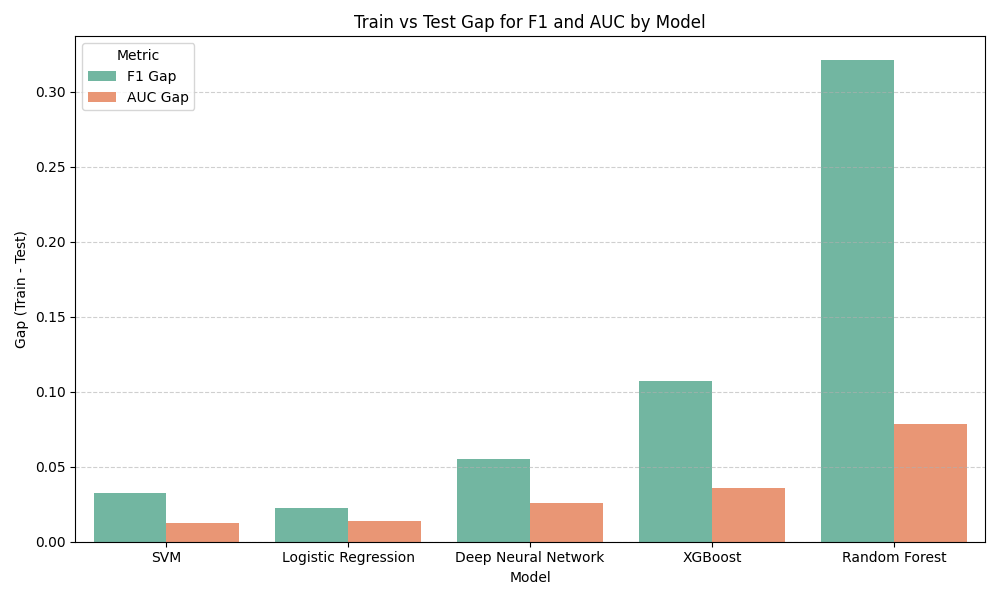 Train vs Test Gap for F1 and AUC by Model
Metric
F1 Gap
AUC Gap
Gap (Train - Test)
0.30
0.25
0.20
0.15
0.10
0.05
0.00
SVM
Logistic Regression
Deep Neural Network
XGBoost
Random Forest
Model